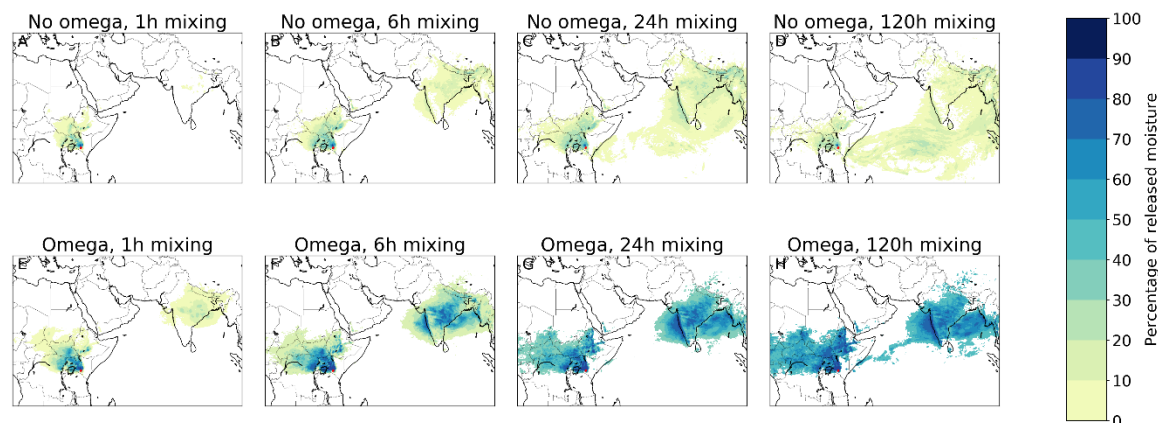 No omega, 1h mixing
No omega, 6h mixing
No omega, 24h mixing
No omega, 120h mixing
A
B
C
D
Omega, 1h mixing
Omega, 6h mixing
Omega, 24h mixing
Omega, 120h mixing
E
F
G
H
100
90
80
70
60
50
40
30
20
10
0
Percentage of released moisture